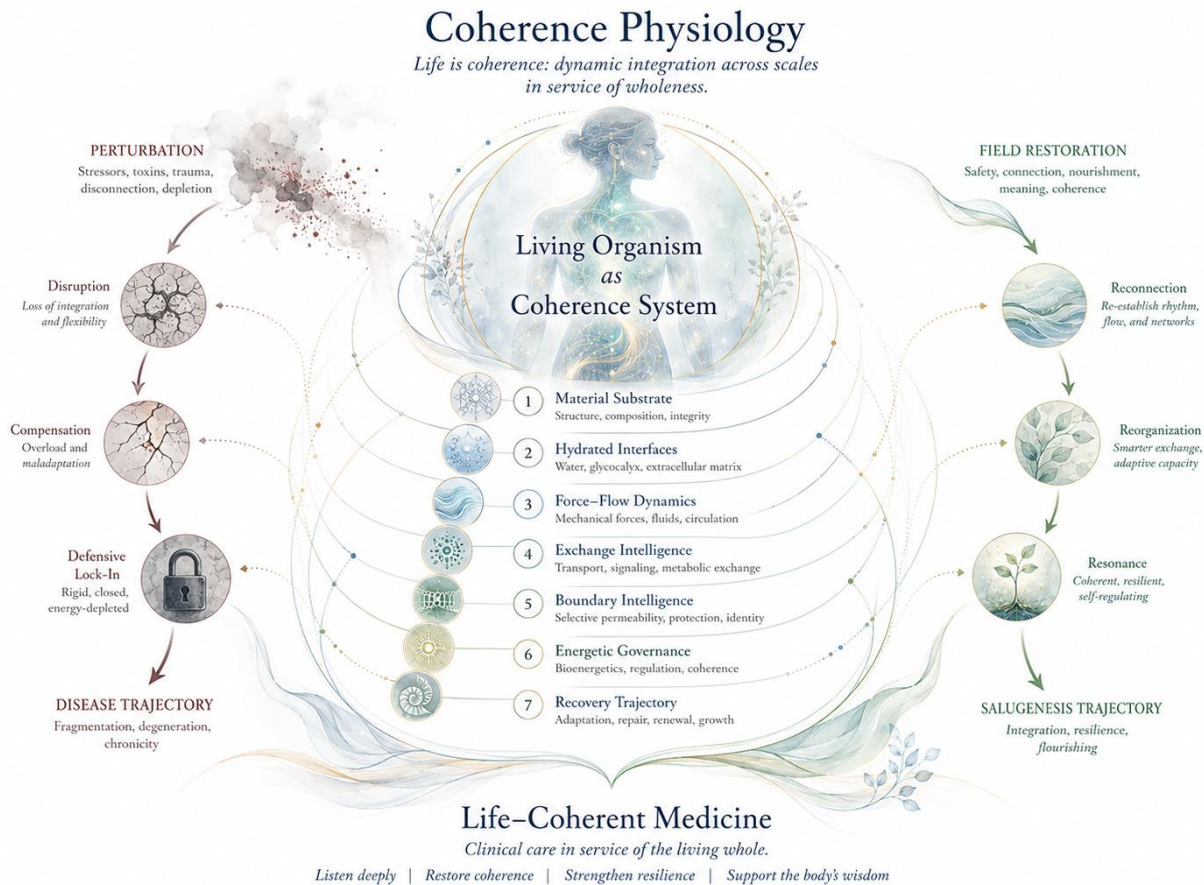 Coherence Physiology
Life is coherence: dynamic integration across scales
in service of wholeness.
PERTURBATION
Stressors, toxins, trauma,
disconnection, depletion
Disruption
Loss of integration
and flexibility
Compensation
Overload and
maladaptation
Defensive
Lock-In
Rigid, closed,
energy-depleted
DISEASE TRAJECTORY
Fragmentation, degeneration,
chronicity
Living Organism
as
Coherence System
1 Material Substrate
Structure, composition, integrity
2 Hydrated Interfaces
Water, glycocalyx, extracellular matrix
3 Force–Flow Dynamics
Mechanical forces, fluids, circulation
4 Exchange Intelligence
Transport, signaling, metabolic exchange
5 Boundary Intelligence
Selective permeability, protection, identity
6 Energetic Governance
Bioenergetics, regulation, coherence
7 Recovery Trajectory
Adaptation, repair, renewal, growth
FIELD RESTORATION
Safety, connection, nourishment,
meaning, coherence
Reconnection
Re-establish rhythm,
flow, and networks
Reorganization
Smarter exchange,
adaptive capacity
Resonance
Coherent, resilient,
self-regulating
SALUGENESIS TRAJECTORY
Integration, resilience,
flourishing
Life–Coherent Medicine
Clinical care in service of the living whole.
Listen deeply | Restore coherence | Strengthen resilience | Support the body's wisdom